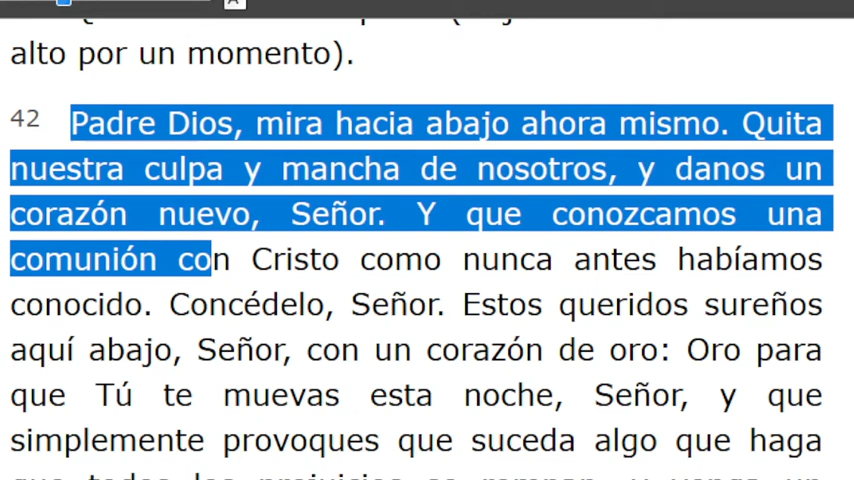 alto por un momento).
42 Padre Dios, mira hacia abajo ahora mismo. Quita
nuestra culpa y mancha de nosotros, y danos un
corazón nuevo, Señor. Y que conozcamos una
comunión con Cristo como nunca antes habíamos
conocido. Concédelo, Señor. Estos queridos sureños
aquí abajo, Señor, con un corazón de oro: Oro para
que Tú te muevas esta noche, Señor, y que
simplemente provoques que suceda algo que haga